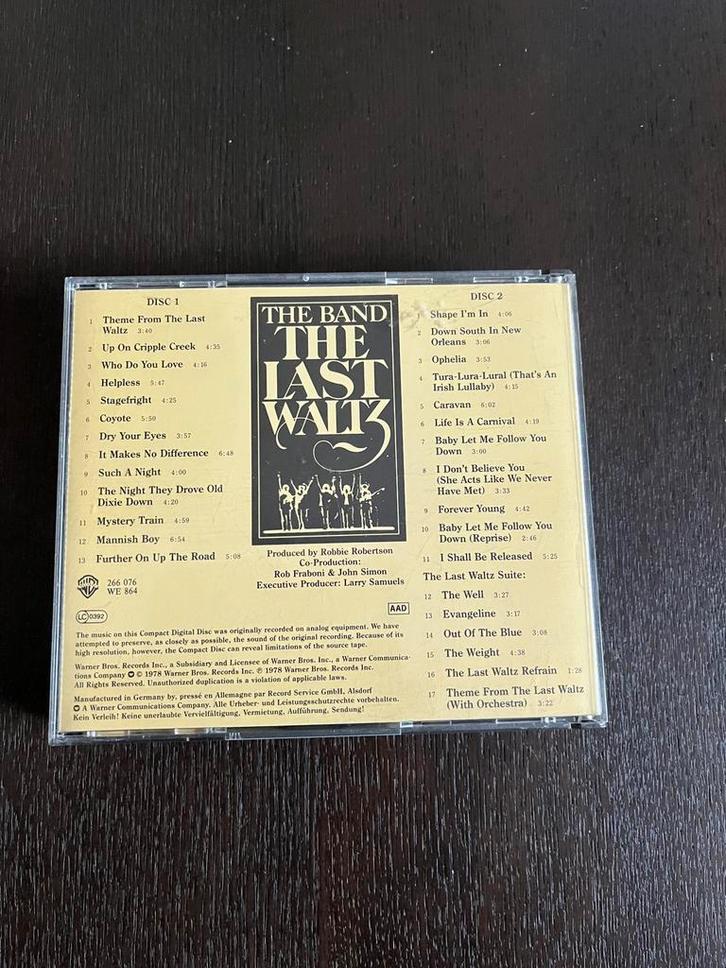 DISC 1
1 Theme From The Last
Waltz 3:40
2 Up On Cripple Creek 4:35
3 Who Do You Love 4:16
4 Helpless 5:47
5 Stagefright 4:25
6 Coyote 5:50
7 Dry Your Eyes 3:57
8 It Makes No Difference 6:48
9 Such A Night 4:00
10 The Night They Drove Old
Dixie Down 4:20
11 Mystery Train 4:59
12 Mannish Boy 6:54
13 Further On Up The Road 5:08
266 076
WE 864
LC 0392
THE BAND
THE
LAST
WALTZ
Produced by Robbie Robertson
Co-Production:
Rob Fraboni & John Simon
Executive Producer: Larry Samuels
AAD
The music on this Compact Digital Disc was originally recorded on analog equipment. We have
attempted to preserve, as closely as possible, the sound of the original recording. Because of its
high resolution, however, the Compact Disc can reveal limitations of the source tape.
Warner Bros. Records Inc., a Subsidiary and Licensee of Warner Bros. Inc., a Warner Communica-
tions Company © 1978 Warner Bros. Records Inc. ℗ 1978 Warner Bros. Records Inc.
All Rights Reserved. Unauthorized duplication is a violation of applicable laws.
Manufactured in Germany by, pressé en Allemagne par Record Service GmbH, Alsdorf
A Warner Communications Company. Alle Urheber- und Leistungsschutzrechte vorbehalten.
Kein Verleih! Keine unerlaubte Vervielfältigung, Vermietung, Aufführung, Sendung!
DISC 2
1 Shape I'm In 4:06
2 Down South In New
Orleans 3:06
3 Ophelia 3:53
4 Tura-Lura-Lural (That's An
Irish Lullaby) 4:15
5 Caravan 6:02
6 Life Is A Carnival 4:19
7 Baby Let Me Follow You
Down 3:00
8 I Don't Believe You
(She Acts Like We Never
Have Met) 3:33
9 Forever Young 4:42
10 Baby Let Me Follow You
Down (Reprise) 2:46
11 I Shall Be Released 5:25
The Last Waltz Suite:
12 The Well 3:27
13 Evangeline 3:17
14 Out Of The Blue 3:08
15 The Weight 4:38
16 The Last Waltz Refrain 1:28
17 Theme From The Last Waltz
(With Orchestra) 3:22